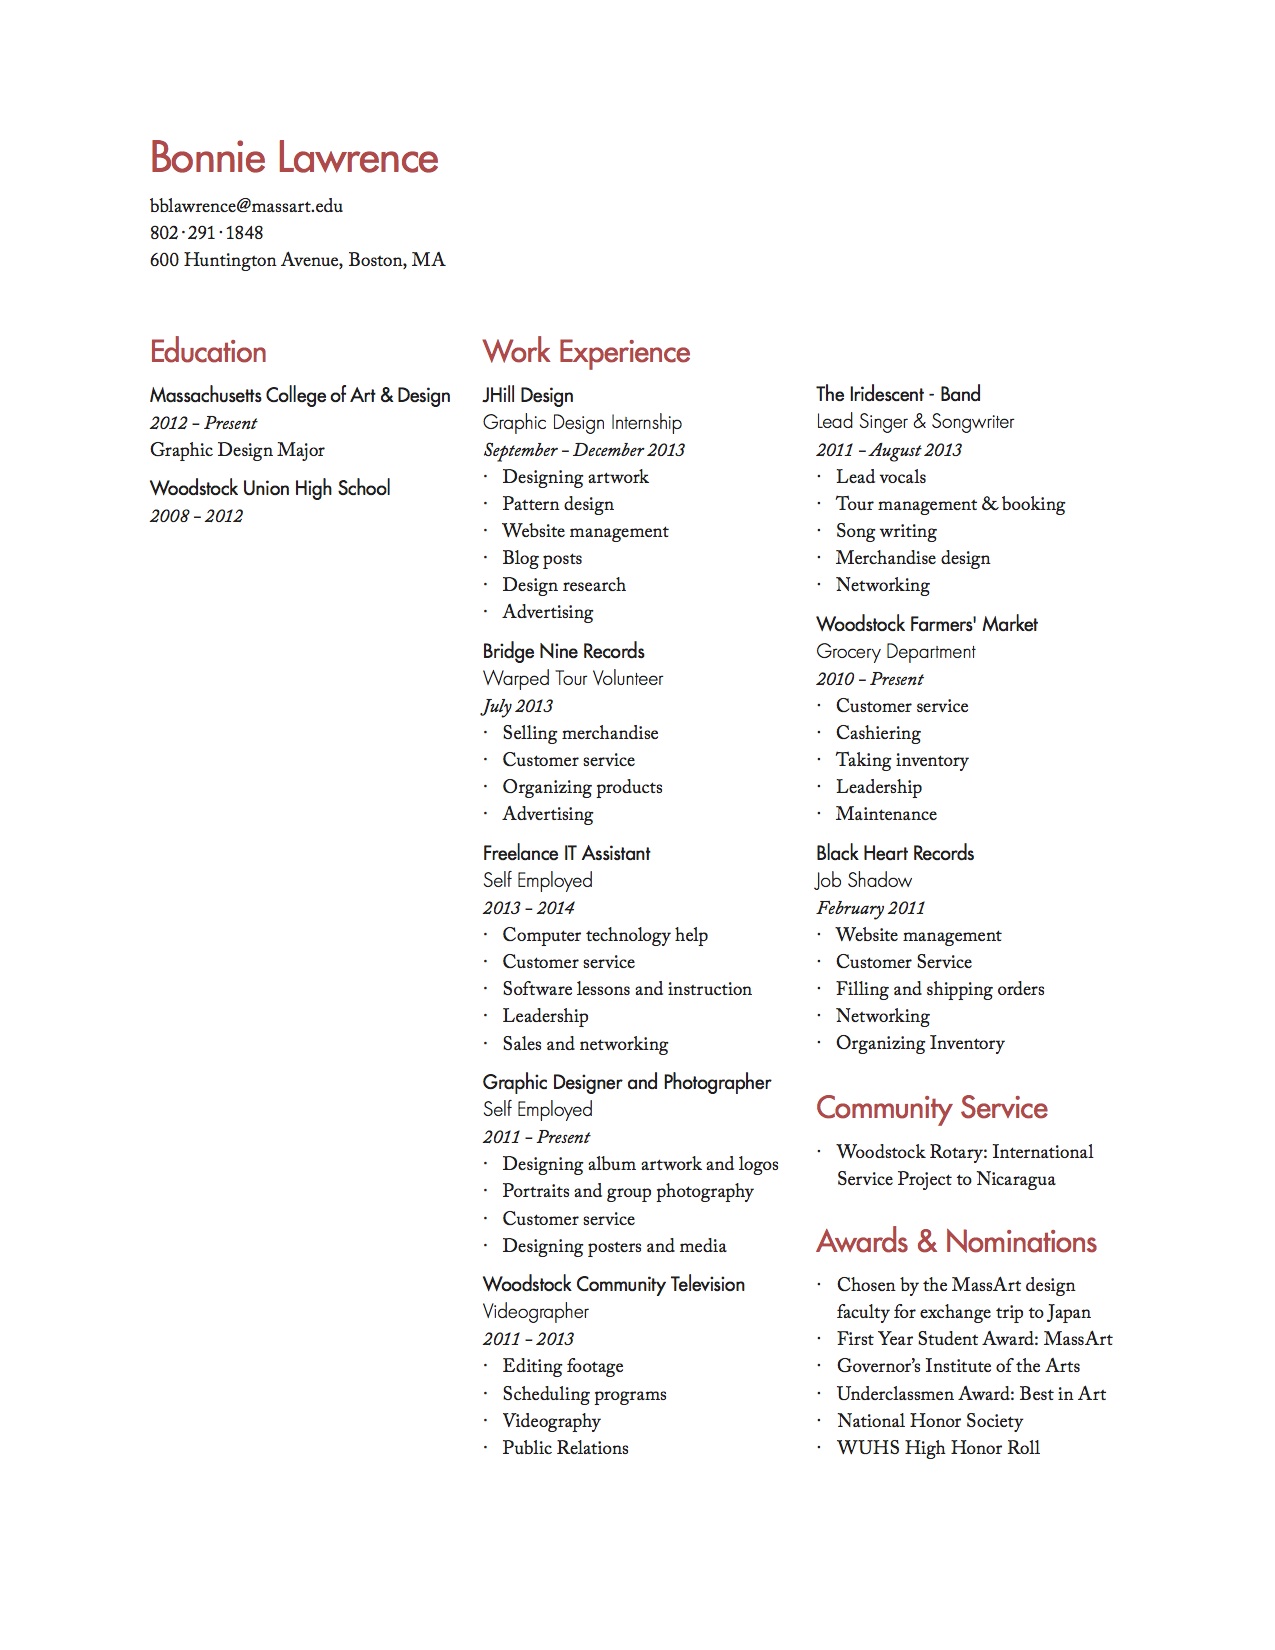 Bonnie Lawrence
bblawrence@massart.edu
802·291·1848
600 Huntington Avenue, Boston, MA
Education
Massachusetts College of Art & Design
2012 – Present
Graphic Design Major
Woodstock Union High School
2008 – 2012
Work Experience
JHill Design
Graphic Design Internship
September – December 2013
· Designing artwork
· Pattern design
· Website management
· Blog posts
· Design research
· Advertising
Bridge Nine Records
Warped Tour Volunteer
July 2013
· Selling merchandise
· Customer service
· Organizing products
· Advertising
Freelance IT Assistant
Self Employed
2013 – 2014
· Computer technology help
· Customer service
· Software lessons and instruction
· Leadership
· Sales and networking
Graphic Designer and Photographer
Self Employed
2011 – Present
· Designing album artwork and logos
· Portraits and group photography
· Customer service
· Designing posters and media
Woodstock Community Television
Videographer
2011 – 2013
· Editing footage
· Scheduling programs
· Videography
· Public Relations
The Iridescent - Band
Lead Singer & Songwriter
2011 – August 2013
· Lead vocals
· Tour management & booking
· Song writing
· Merchandise design
· Networking
Woodstock Farmers' Market
Grocery Department
2010 – Present
· Customer service
· Cashiering
· Taking inventory
· Leadership
· Maintenance
Black Heart Records
Job Shadow
February 2011
· Website management
· Customer Service
· Filling and shipping orders
· Networking
· Organizing Inventory
Community Service
· Woodstock Rotary: International
Service Project to Nicaragua
Awards & Nominations
· Chosen by the MassArt design
faculty for exchange trip to Japan
· First Year Student Award: MassArt
· Governor’s Institute of the Arts
· Underclassmen Award: Best in Art
· National Honor Society
· WUHS High Honor Roll